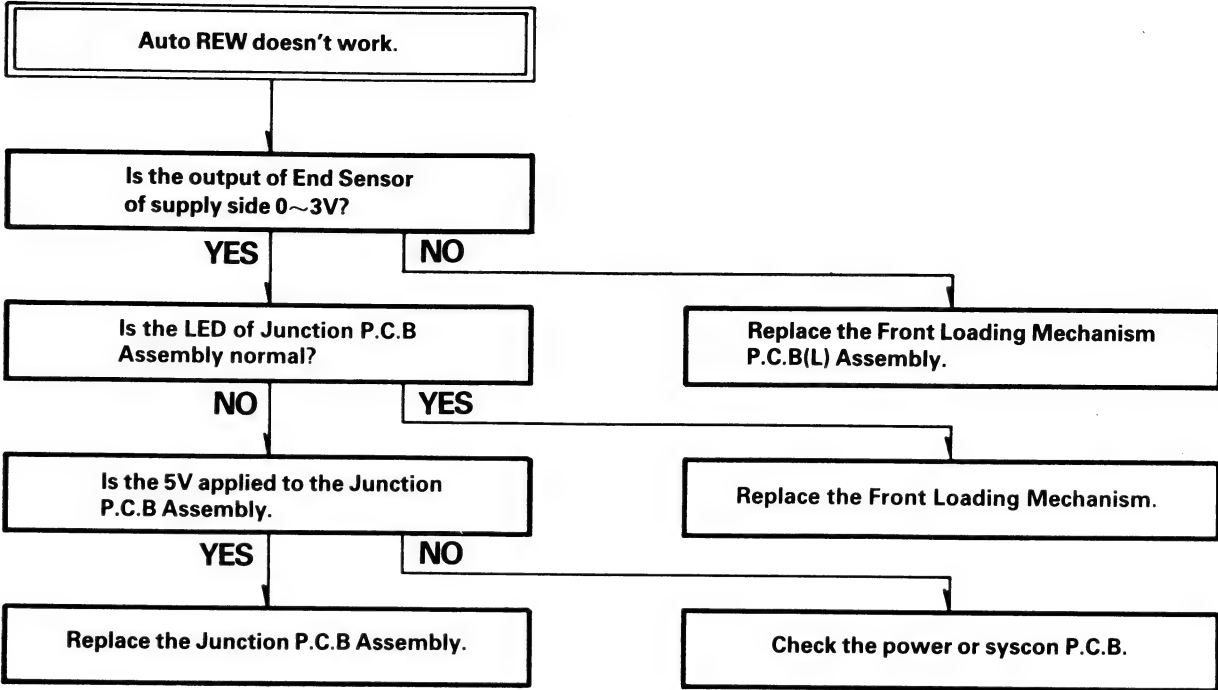 Auto REW doesn't work.
Is the output of End Sensor
of supply side 0~3V?
YES
NO
Is the LED of Junction P.C.B
Assembly normal?
Replace the Front Loading Mechanism
P.C.B(L) Assembly.
NO
YES
Is the 5V applied to the Junction
P.C.B Assembly.
Replace the Front Loading Mechanism.
YES
NO
Replace the Junction P.C.B Assembly.
Check the power or syscon P.C.B.